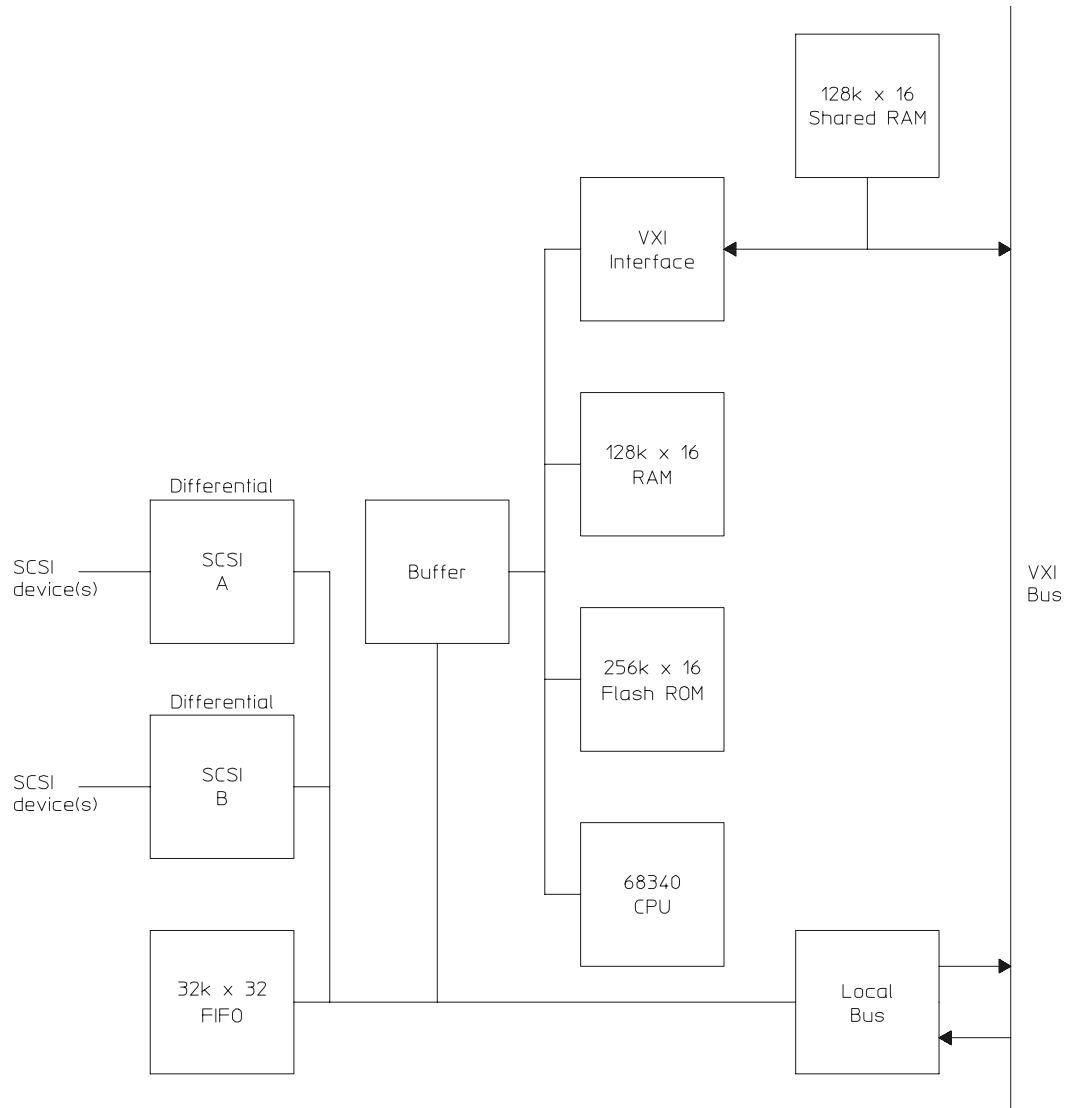 128k x 16
Shared RAM
VXI
Interface
128k x 16
RAM
Differential
SCSI
A
SCSI
device(s)
Buffer
VXI
Bus
256k x 16
Flash ROM
Differential
SCSI
B
SCSI
device(s)
68340
CPU
32k x 32
FIFO
Local
Bus